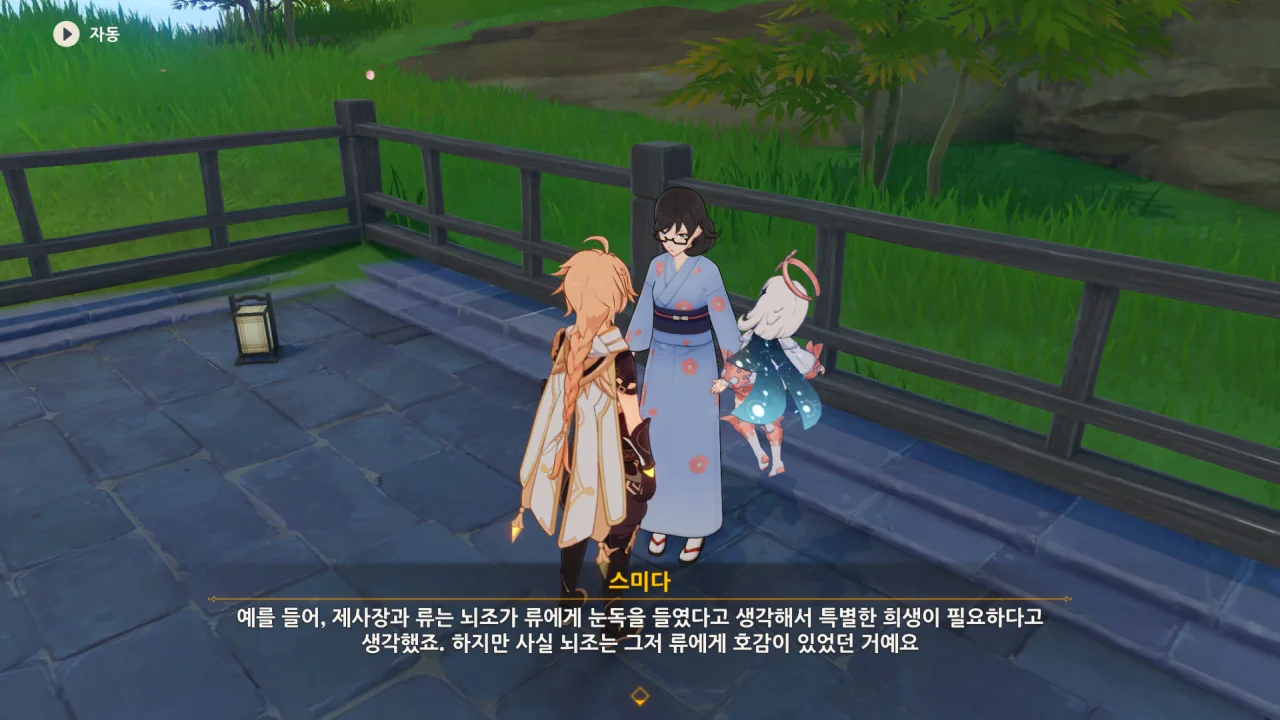 자동
스미다
예를 들어, 제사장과 류는 뇌조가 류에게 눈독을 들였다고 생각해서 특별한 희생이 필요하다고
생각했죠. 하지만 사실 뇌조는 그저 류에게 호감이 있었던 거예요